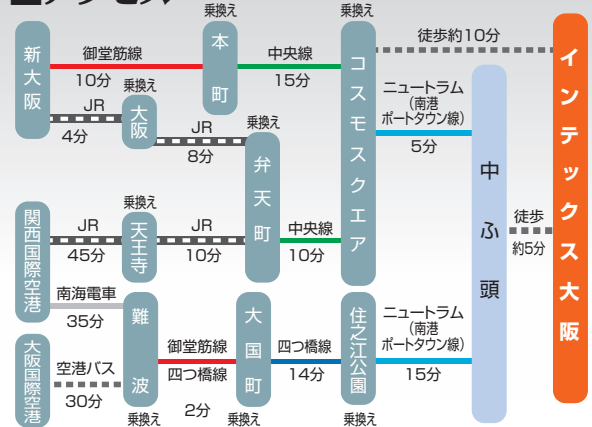 アクセス
乗換え
乗換え
新大阪
御堂筋線
10分
本町
中央線
15分
コスモスクエア
徒歩約10分
インテックス大阪
JR
4分
乗換え
大阪
JR
8分
乗換え
弁天町
ニュートラム
(南港
ポートタウン線)
5分
中ふ頭
徒歩
約5分
関西国際空港
JR
45分
乗換え
天王寺
JR
10分
中央線
10分
南海電車
35分
難波
大阪国際空港
空港バス
30分
乗換え
御堂筋線
四つ橋線
2分
大国町
乗換え
四つ橋線
14分
住之江公園
乗換え
ニュートラム
(南港
ポートタウン線)
15分